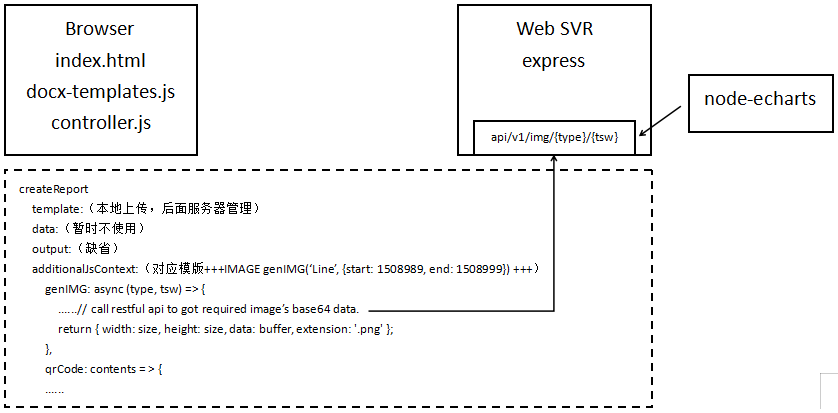 Browser
index.html
docx-templates.js
controller.js
Web SVR
express
api/v1/img/{type}/{tsw}
node-echarts
createReport
template:（本地上传，后面服务器管理）
data:（暂时不使用）
output:（缺省）
additionalJsContext:（对应模版+++IMAGE genIMG(‘Line’, {start: 1508989, end: 1508999}) +++）
genIMG: async (type, tsw) => {
……// call restful api to got required image’s base64 data.
return { width: size, height: size, data: buffer, extension: '.png' };
},
qrCode: contents = > {
……